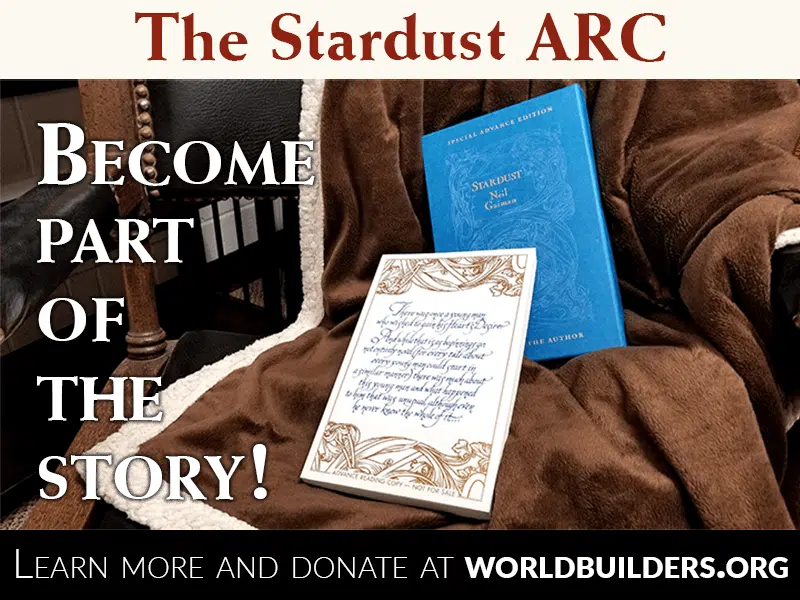 The Stardust ARC
BECOME
PART
OF
THE
STORY!
SPECIAL ADVANCE EDITION
STARDUST
Neil
Gaiman
THE AUTHOR
There was once a young man
who wished to gain his Heart's Desire.
And while that is, as beginnings go,
not entirely novel (for every tale about
every young man could start in
a similar manner) there was much about
this young man and what happened
to him that was unusual, although even
he never knew the whole of it....
ADVANCE READING COPY — NOT FOR SALE
LEARN MORE AND DONATE AT WORLDBUILDERS.ORG